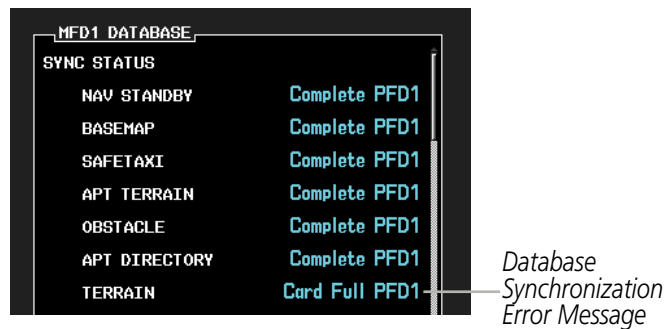 MFD1 DATABASE
SYNC STATUS
NAV STANDBY Complete PFD1
BASEMAP Complete PFD1
SAFETAXI Complete PFD1
APT TERRAIN Complete PFD1
OBSTACLE Complete PFD1
APT DIRECTORY Complete PFD1
TERRAIN Card Full PFD1
Database
Synchronization
Error Message